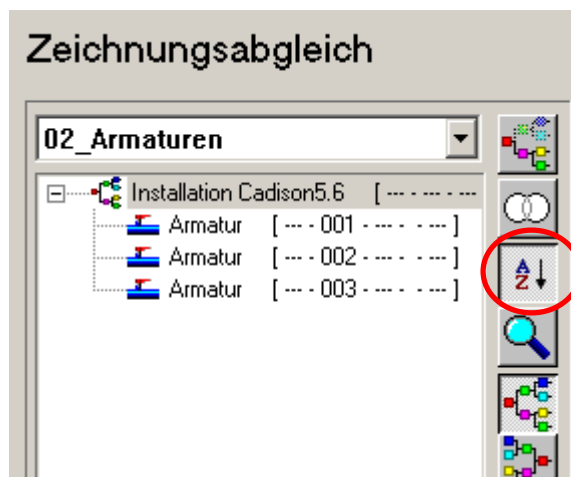 Zeichnungsabgleich
02_Armaturen
Installation Cadison5.6 [ --- - --- - ---
Armatur [ --- - 001 - --- - - --- ]
Armatur [ --- - 002 - --- - - --- ]
Armatur [ --- - 003 - --- - - --- ]
A
Z